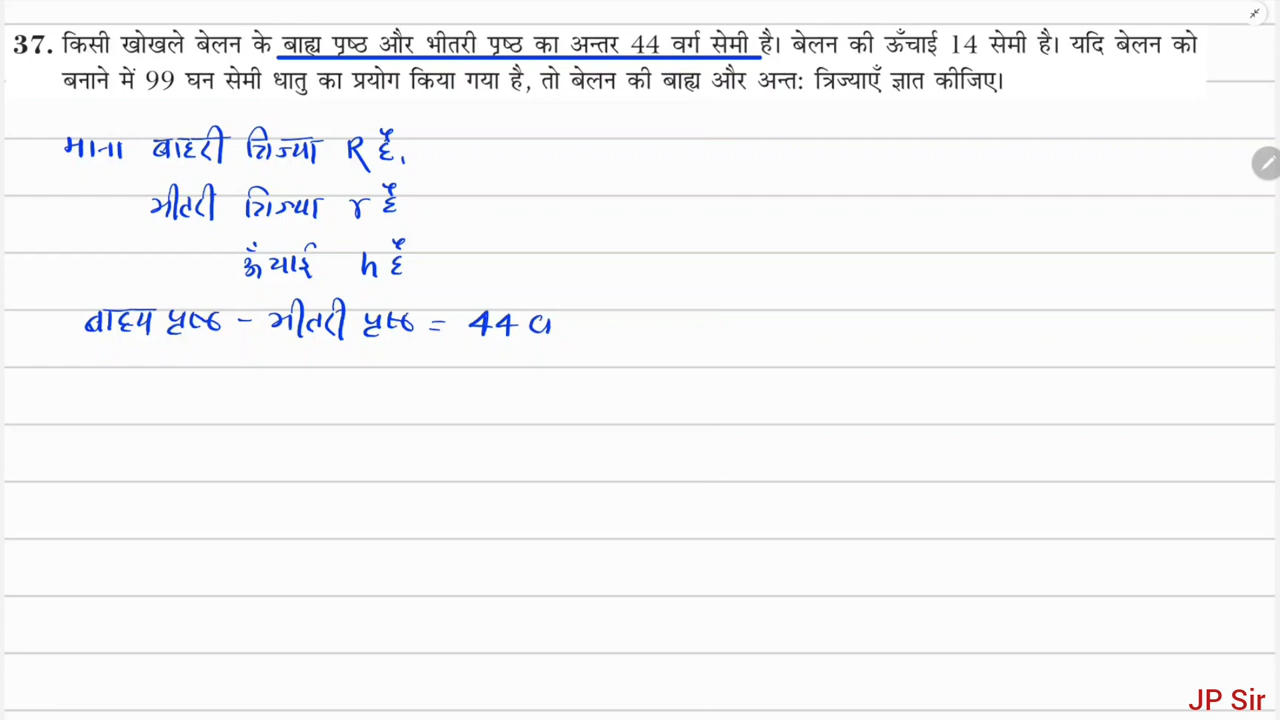 37. किसी खोखले बेलन के बाह्य पृष्ठ और भीतरी पृष्ठ का अन्तर 44 वर्ग सेमी है। बेलन की ऊँचाई 14 सेमी है। यदि बेलन को
बनाने में 99 घन सेमी धातु का प्रयोग किया गया है, तो बेलन की बाह्य और अन्त: त्रिज्याएँ ज्ञात कीजिए।
माना बाहरी त्रिज्या R है,
भीतरी त्रिज्या r है
ऊँचाई h है
बाह्य पृष्ठ - भीतरी पृष्ठ = 44
JP Sir